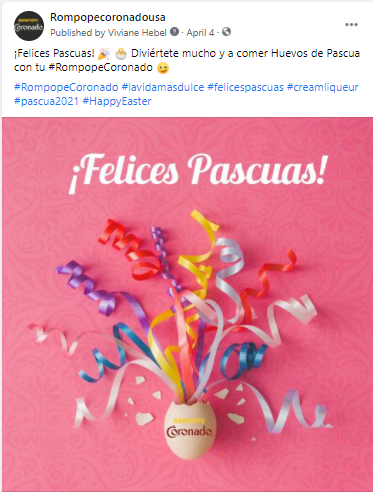 Rompopecoronadousa
Published by Viviane Hebel · April 4 ·
¡Felices Pascuas! 🎉 🐣 Diviértete mucho y a comer Huevos de Pascua
con tu #RompopeCoronado 😋
#RompopeCoronado #lavidamasdulce #felicespascuas #creamliqueur
#pascua2021 #HappyEaster
¡Felices Pascuas!
Coronado